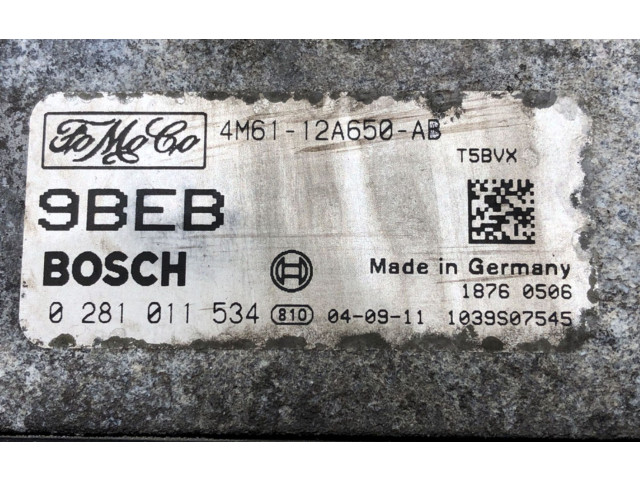 FoMoCo 4M61-12A650-AB
T5BVX
9BEB
BOSCH Made in Germany
1876 0506
0 281 011 534 810 04-09-11 1039S07545